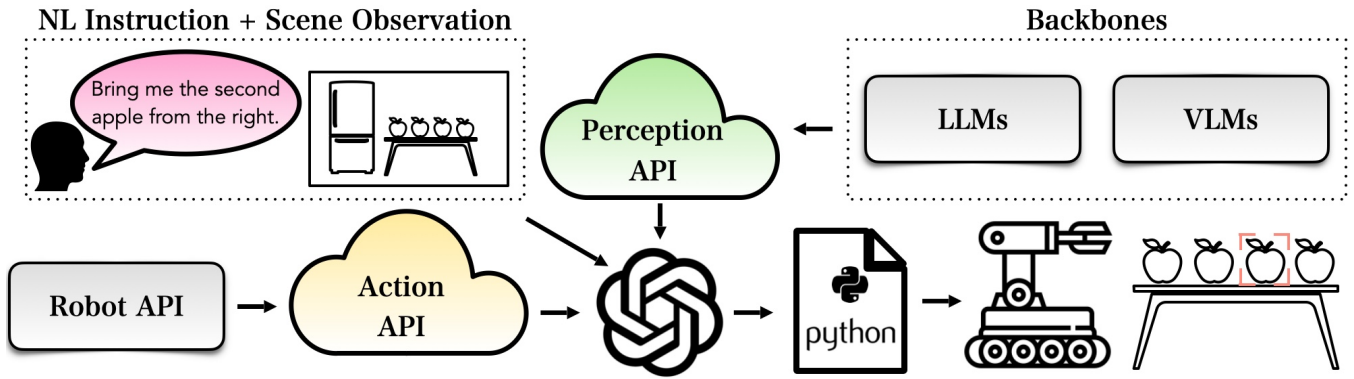 NL Instruction + Scene Observation
Backbones
Bring me the second
apple from the right.
Perception
API
LLMs
VLMs
Robot API
Action
API
python